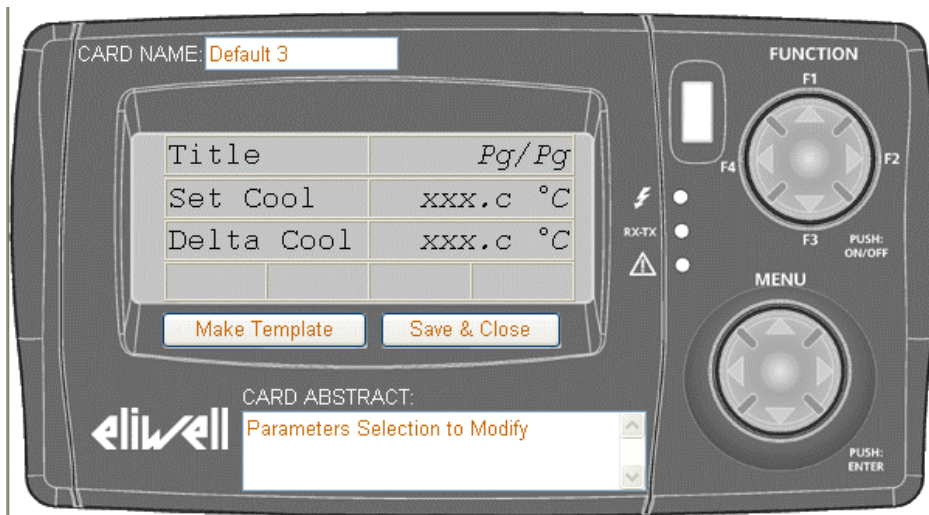 CARD NAME: Default 3
FUNCTION
F1
F4
F2
F3
PUSH:
ON/OFF
Title Pg/Pg
Set Cool xxx.c °C
Delta Cool xxx.c °C
RX-TX
MENU
Make Template Save & Close
CARD ABSTRACT:
Parameters Selection to Modify
eliwell
PUSH:
ENTER